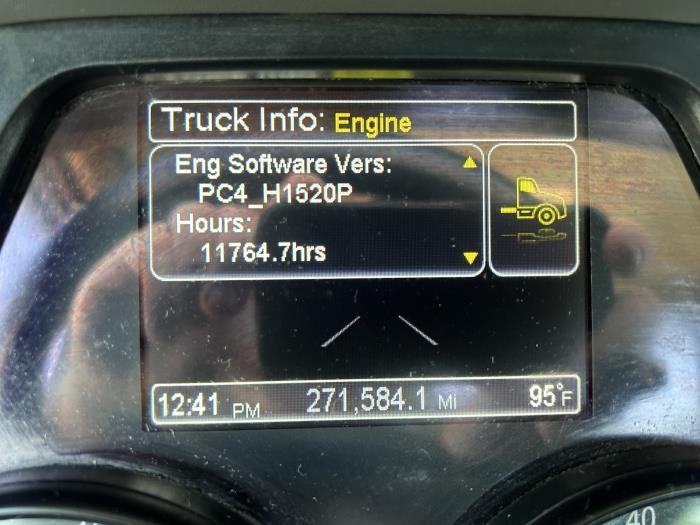 Truck Info: Engine
Eng Software Vers:
PC4_H1520P
Hours:
11764.7hrs
12:41 PM 271,584.1 Mi 95°F
40